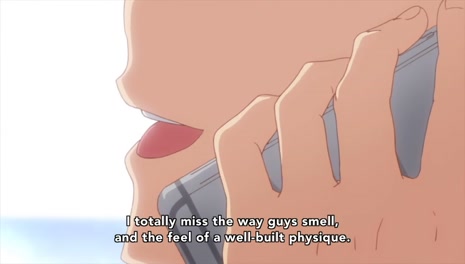 I totally miss the way guys smell,
and the feel of a well-built physique.